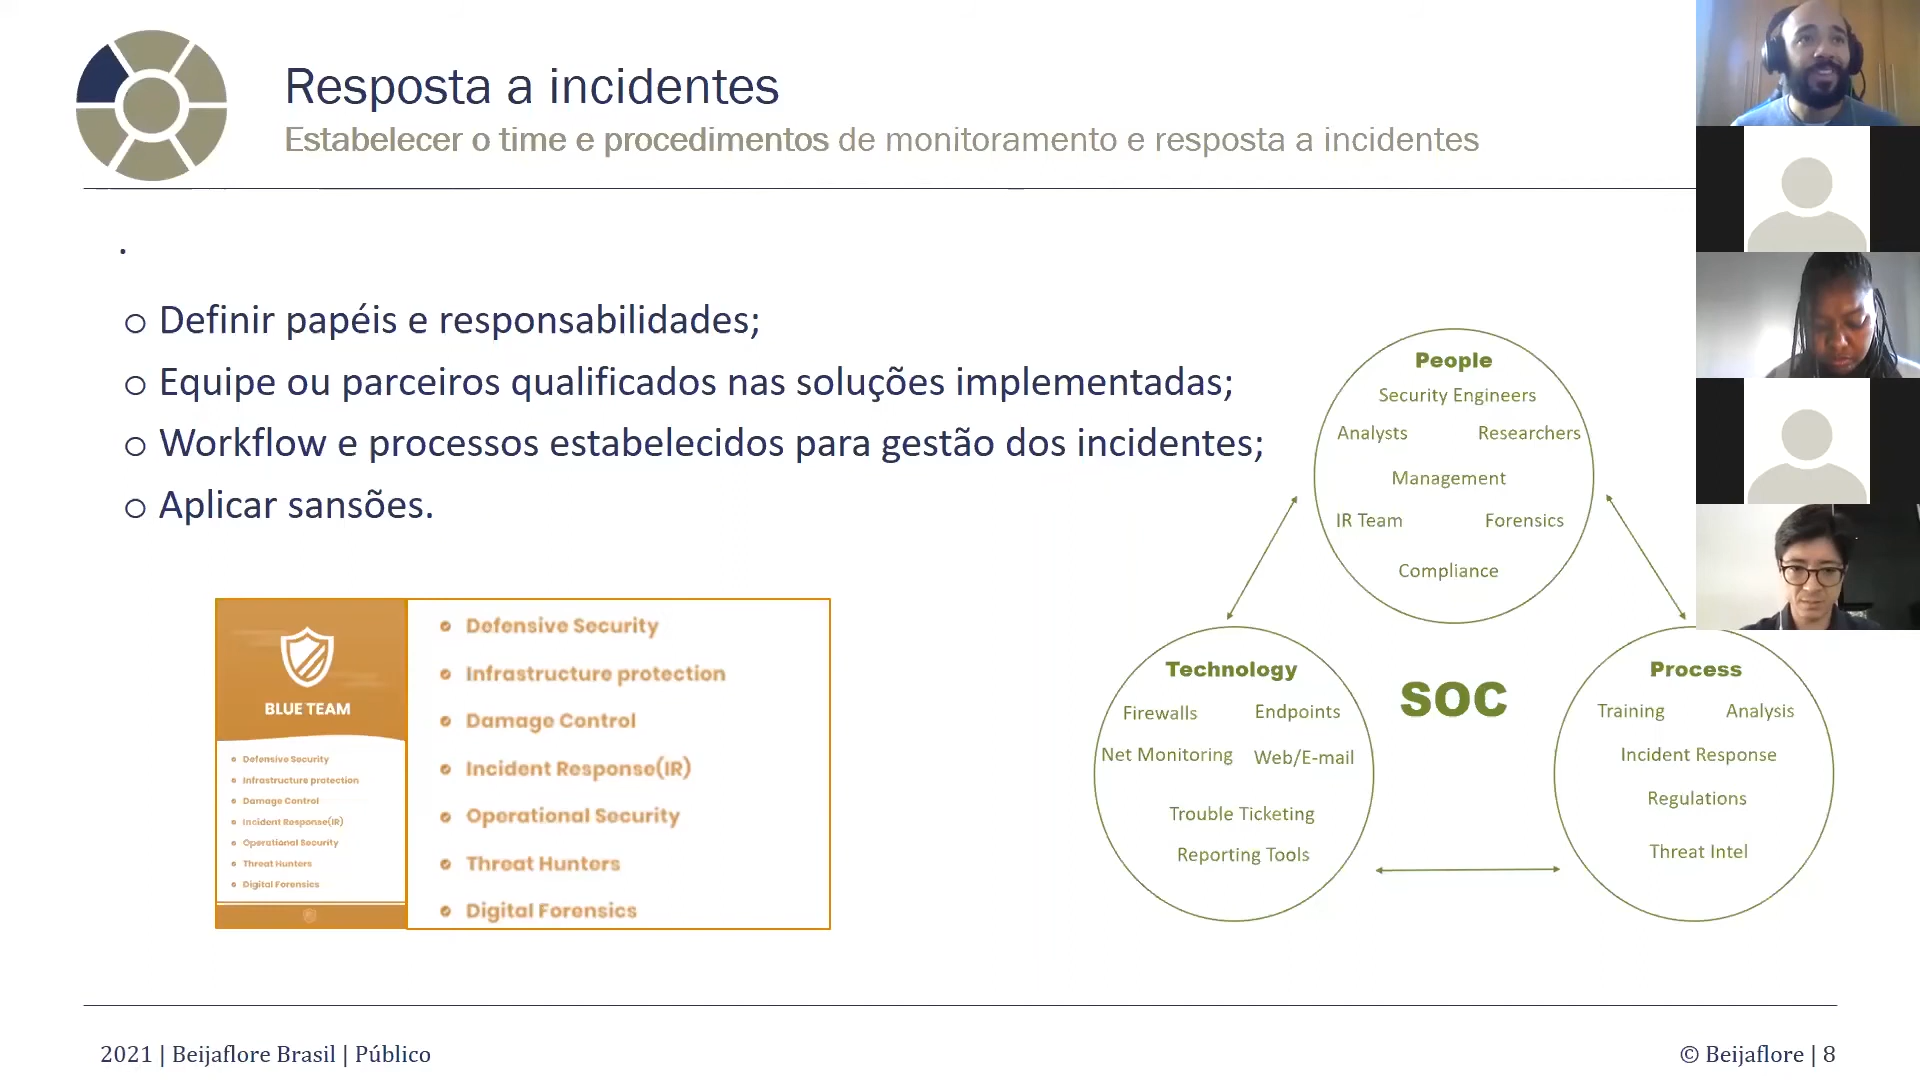 Resposta a incidentes
Estabelecer o time e procedimentos de monitoramento e resposta a incidentes
.
o Definir papéis e responsabilidades;
o Equipe ou parceiros qualificados nas soluções implementadas;
o Workflow e processos estabelecidos para gestão dos incidentes;
o Aplicar sansões.
BLUE TEAM
Defensive Security
Infrastructure protection
Damage Control
Incident Response(IR)
Operational Security
Threat Hunters
Digital Forensics
Defensive Security
Infrastructure protection
Damage Control
Incident Response(IR)
Operational Security
Threat Hunters
Digital Forensics
People
Security Engineers
Analysts Researchers
Management
IR Team Forensics
Compliance
Technology
Firewalls Endpoints
Net Monitoring Web/E-mail
Trouble Ticketing
Reporting Tools
SOC
Process
Training Analysis
Incident Response
Regulations
Threat Intel
2021 | Beijaflore Brasil | Público
© Beijaflore | 8